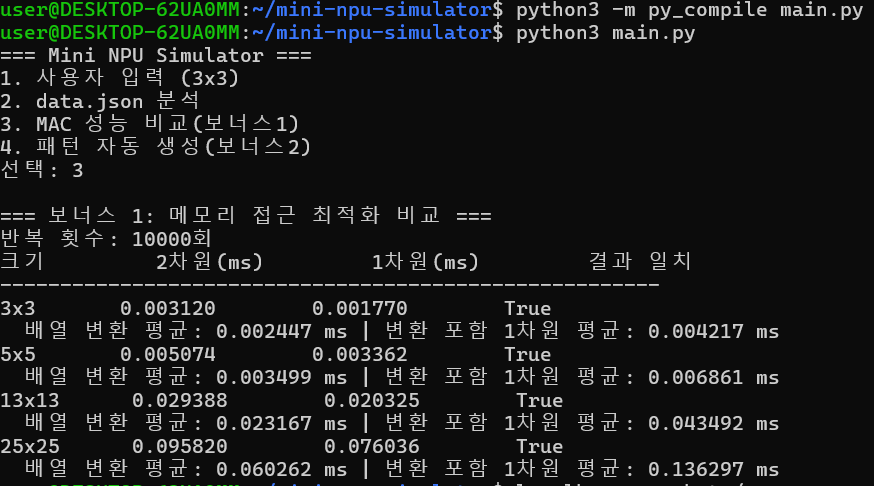 user@DESKTOP-62UA0MM:~/mini-npu-simulator$ python3 -m py_compile main.py
user@DESKTOP-62UA0MM:~/mini-npu-simulator$ python3 main.py
=== Mini NPU Simulator ===
1. 사용자 입력 (3x3)
2. data.json 분석
3. MAC 성능 비교(보너스1)
4. 패턴 자동 생성(보너스2)
선택: 3
=== 보너스 1: 메모리 접근 최적화 비교 ===
반복 횟수: 10000회
크기 2차원(ms) 1차원(ms) 결과 일치
-------------------------------------------------------
3x3 0.003120 0.001770 True
배열 변환 평균: 0.002447 ms | 변환 포함 1차원 평균: 0.004217 ms
5x5 0.005074 0.003362 True
배열 변환 평균: 0.003499 ms | 변환 포함 1차원 평균: 0.006861 ms
13x13 0.029388 0.020325 True
배열 변환 평균: 0.023167 ms | 변환 포함 1차원 평균: 0.043492 ms
25x25 0.095820 0.076036 True
배열 변환 평균: 0.060262 ms | 변환 포함 1차원 평균: 0.136297 ms